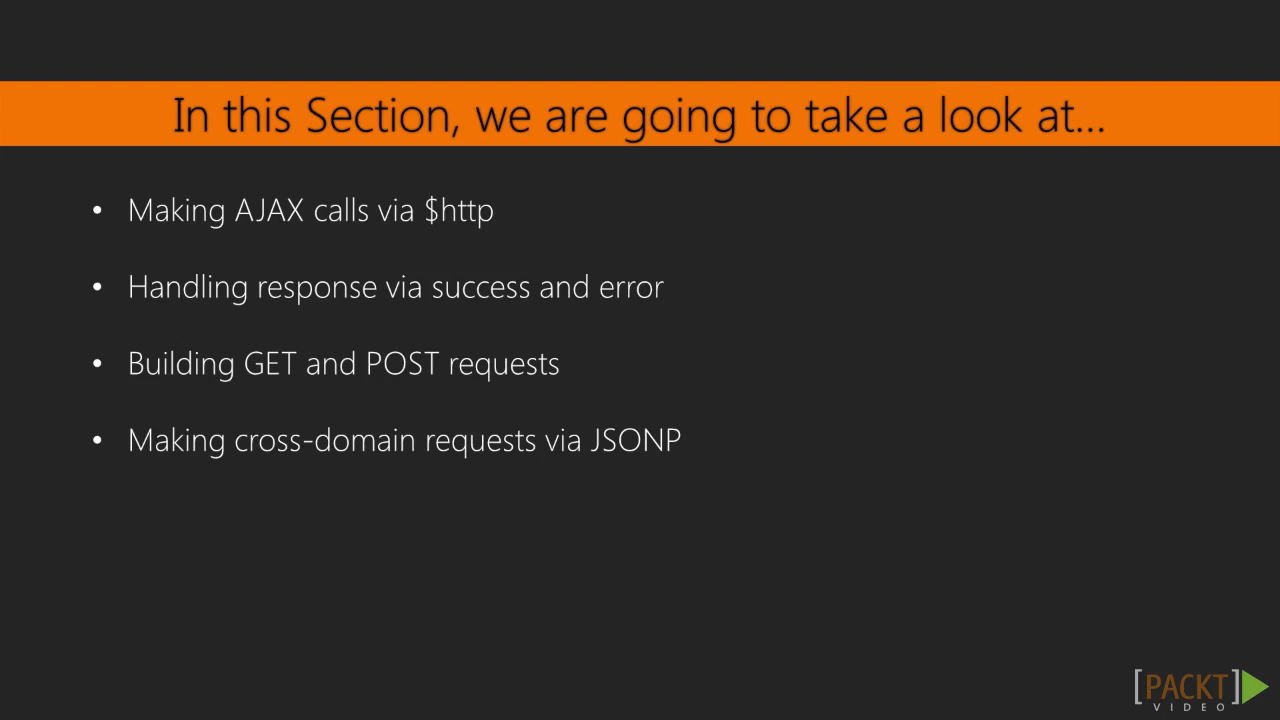 In this Section, we are going to take a look at...
• Making AJAX calls via $http
• Handling response via success and error
• Building GET and POST requests
• Making cross-domain requests via JSONP
[PACKT]
VIDEO